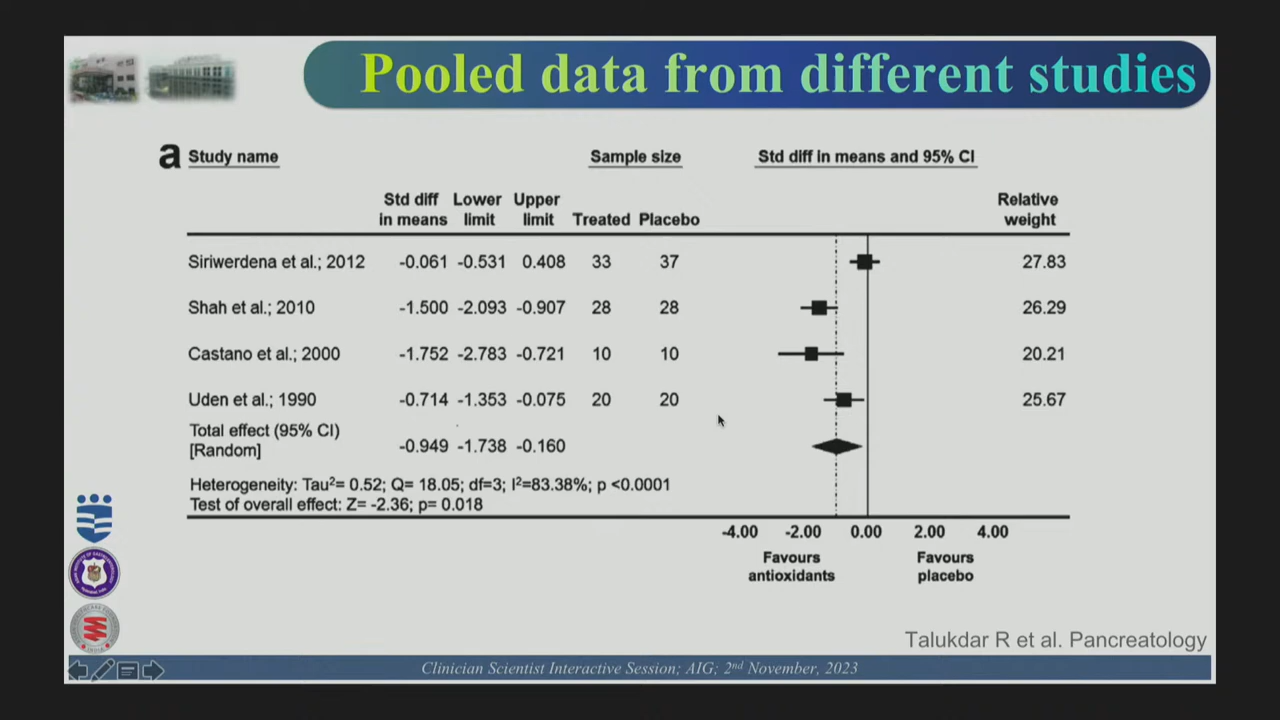 Pooled data from different studies
a Study name Sample size Std diff in means and 95% CI
Std diff Lower Upper Relative
in means limit limit Treated Placebo weight
Siriwerdena et al.; 2012 -0.061 -0.531 0.408 33 37 27.83
Shah et al.; 2010 -1.500 -2.093 -0.907 28 28 26.29
Castano et al.; 2000 -1.752 -2.783 -0.721 10 10 20.21
Uden et al.; 1990 -0.714 -1.353 -0.075 20 20 25.67
Total effect (95% CI)
[Random] -0.949 -1.738 -0.160
Heterogeneity: Tau²= 0.52; Q= 18.05; df=3; I²=83.38%; p <0.0001
Test of overall effect: Z= -2.36; p= 0.018
-4.00 -2.00 0.00 2.00 4.00
Favours Favours
antioxidants placebo
Talukdar R et al. Pancreatology
Clinician Scientist Interactive Session; AIG; 2nd November, 2023